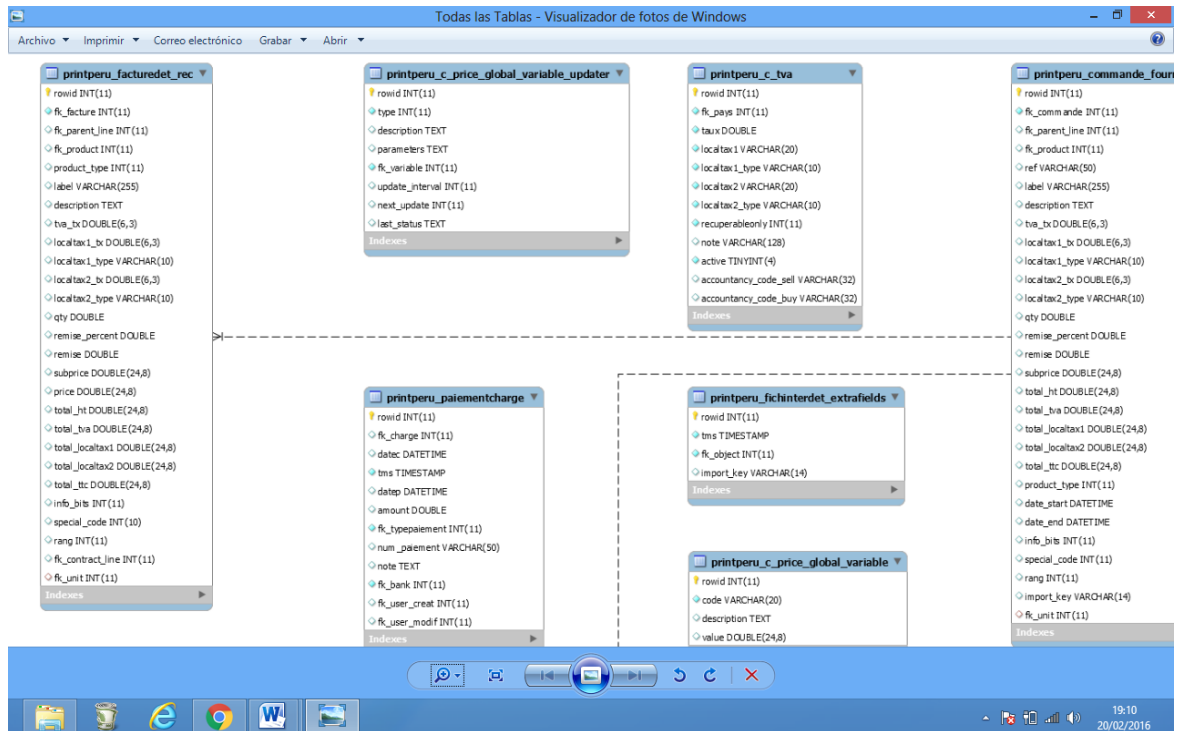 Todas las Tablas - Visualizador de fotos de Windows
Archivo Imprimir Correo electrónico Grabar Abrir
printperu_facturedet_rec
rowid INT(11)
fk_facture INT(11)
fk_parent_line INT(11)
fk_product INT(11)
product_type INT(11)
label VARCHAR(255)
description TEXT
tva_tx DOUBLE(6,3)
localtax1_tx DOUBLE(6,3)
localtax1_type VARCHAR(10)
localtax2_tx DOUBLE(6,3)
localtax2_type VARCHAR(10)
qty DOUBLE
remise_percent DOUBLE
remise DOUBLE
subprice DOUBLE(24,8)
price DOUBLE(24,8)
total_ht DOUBLE(24,8)
total_tva DOUBLE(24,8)
total_localtax1 DOUBLE(24,8)
total_localtax2 DOUBLE(24,8)
total_ttc DOUBLE(24,8)
info_bits INT(11)
special_code INT(10)
rang INT(11)
fk_contract_line INT(11)
fk_unit INT(11)
Indexes
printperu_c_price_global_variable_updater
rowid INT(11)
type INT(11)
description TEXT
parameters TEXT
fk_variable INT(11)
update_interval INT(11)
next_update INT(11)
last_status TEXT
Indexes
printperu_paiementcharge
rowid INT(11)
fk_charge INT(11)
datec DATETIME
tms TIMESTAMP
datep DATETIME
amount DOUBLE
fk_typepaiement INT(11)
num_paiement VARCHAR(50)
note TEXT
fk_bank INT(11)
fk_user_creat INT(11)
fk_user_modif INT(11)
Indexes
printperu_c_tva
rowid INT(11)
fk_pays INT(11)
taux DOUBLE
localtax1 VARCHAR(20)
localtax1_type VARCHAR(10)
localtax2 VARCHAR(20)
localtax2_type VARCHAR(10)
recuperableonly INT(11)
note VARCHAR(128)
active TINYINT(4)
accountancy_code_sell VARCHAR(32)
accountancy_code_buy VARCHAR(32)
Indexes
printperu_fichinterdet_extrafields
rowid INT(11)
tms TIMESTAMP
fk_object INT(11)
import_key VARCHAR(14)
Indexes
printperu_c_price_global_variable
rowid INT(11)
code VARCHAR(20)
description TEXT
value DOUBLE(24,8)
printperu_commande_fourn
rowid INT(11)
fk_commande INT(11)
fk_parent_line INT(11)
fk_product INT(11)
ref VARCHAR(50)
label VARCHAR(255)
description TEXT
tva_tx DOUBLE(6,3)
localtax1_tx DOUBLE(6,3)
localtax1_type VARCHAR(10)
localtax2_tx DOUBLE(6,3)
localtax2_type VARCHAR(10)
qty DOUBLE
remise_percent DOUBLE
remise DOUBLE
subprice DOUBLE(24,8)
total_ht DOUBLE(24,8)
total_tva DOUBLE(24,8)
total_localtax1 DOUBLE(24,8)
total_localtax2 DOUBLE(24,8)
total_ttc DOUBLE(24,8)
product_type INT(11)
date_start DATETIME
date_end DATETIME
info_bits INT(11)
special_code INT(11)
rang INT(11)
import_key VARCHAR(14)
fk_unit INT(11)
Indexes
19:10
20/02/2016